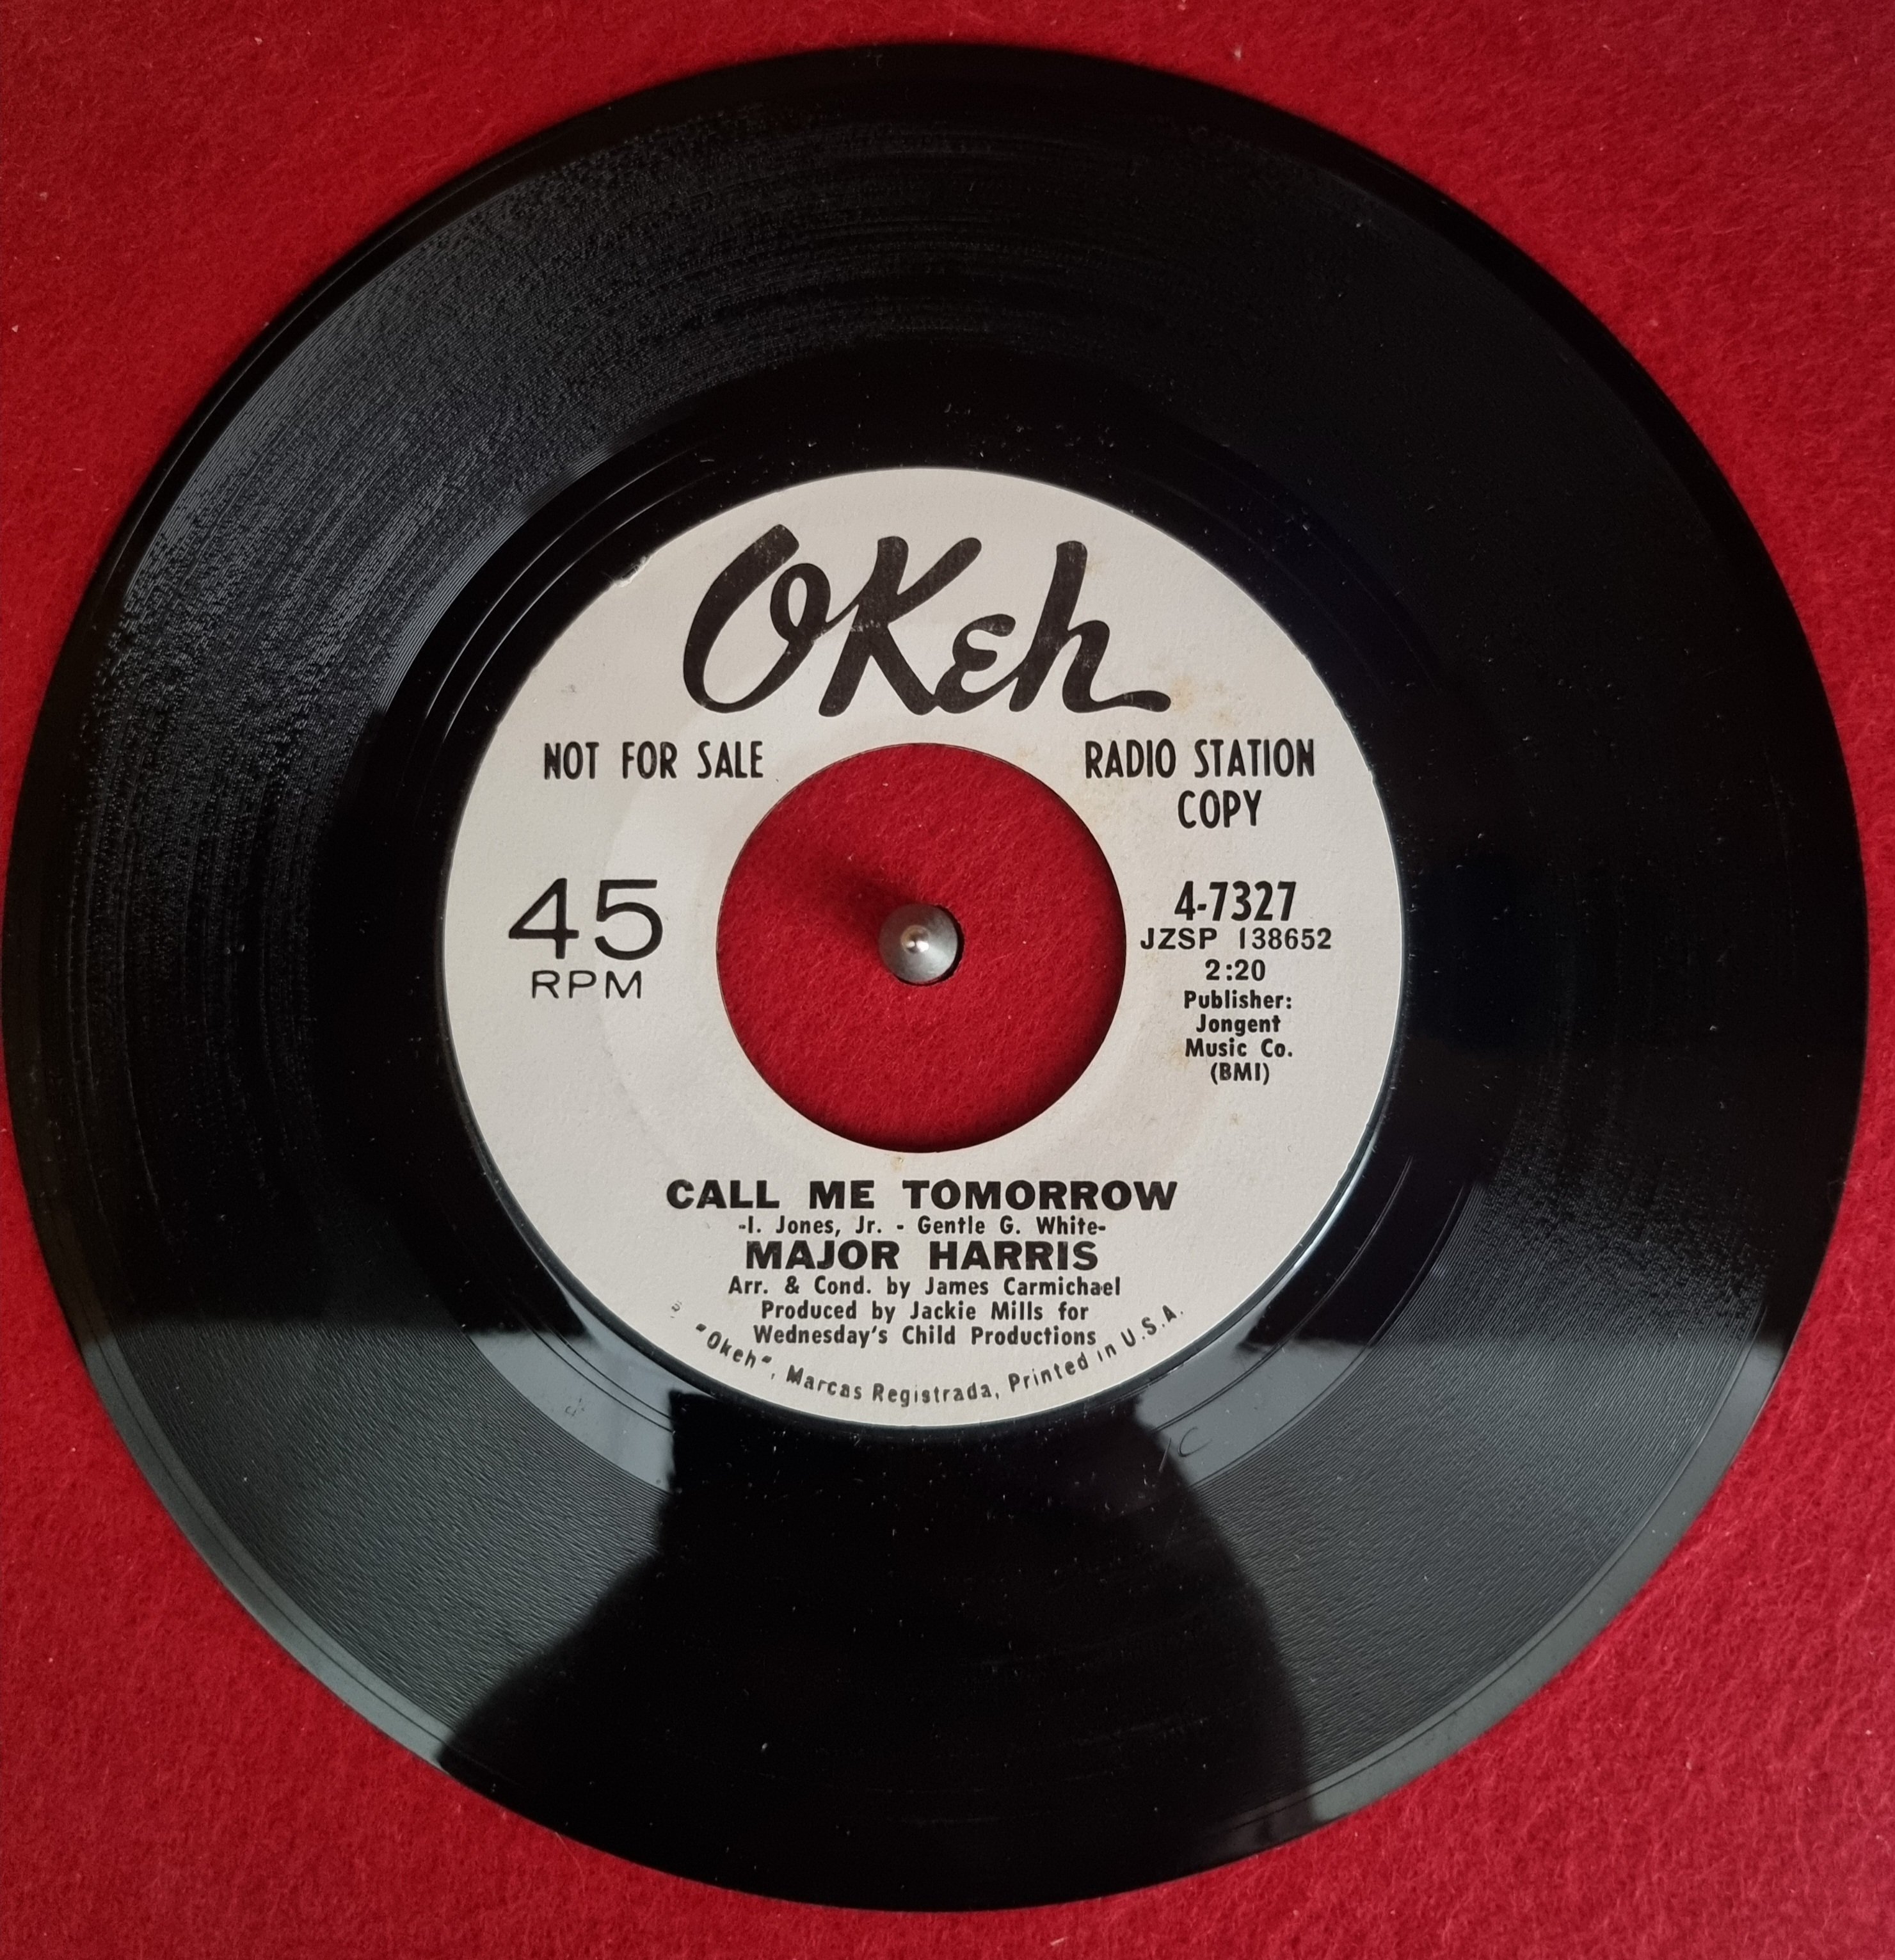 OKeh
NOT FOR SALE
RADIO STATION
COPY
45
RPM
4-7327
JZSP 138652
2:20
Publisher:
Jongent
Music Co.
(BMI)
CALL ME TOMORROW
-I. Jones, Jr. - Gentle G. White-
MAJOR HARRIS
Arr. & Cond. by James Carmichael
Produced by Jackie Mills for
Wednesday's Child Productions
"Okeh", Marcas Registrada, Printed in U.S.A.